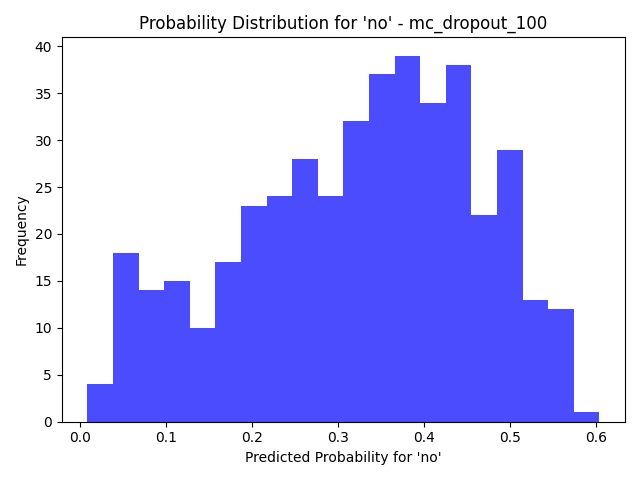 Probability Distribution for 'no' - mc_dropout_100
40
35
30
25
20
15
10
5
0
Frequency
0.0 0.1 0.2 0.3 0.4 0.5 0.6
Predicted Probability for 'no'